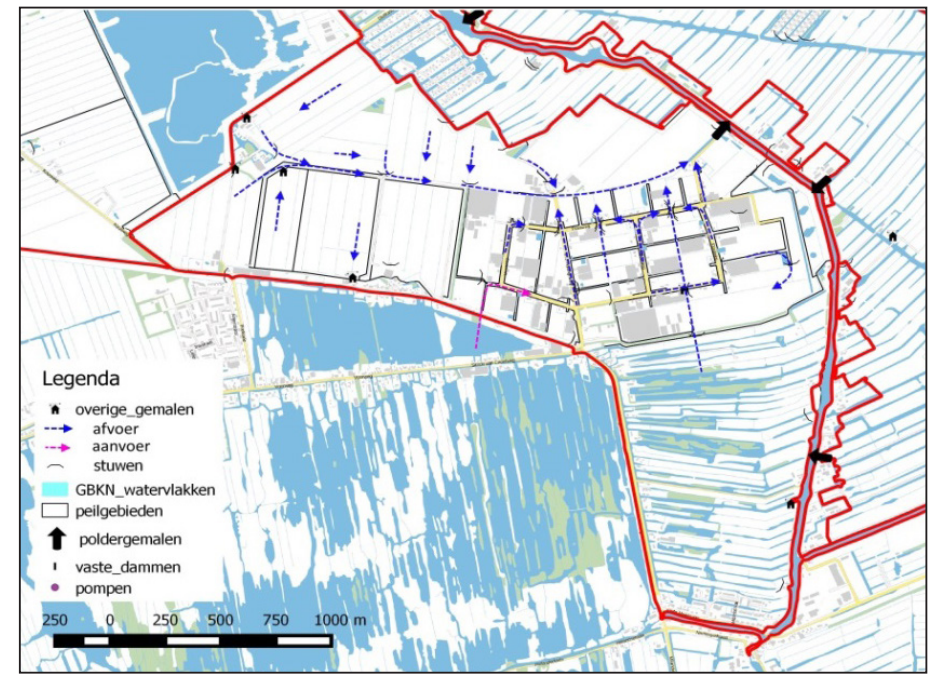 Legenda
overige_gemalen
afvoer
aanvoer
stuwen
GBKN_watervlakken
peilgebieden
poldergemalen
vaste_dammen
pompen
250 0 250 500 750 1000 m